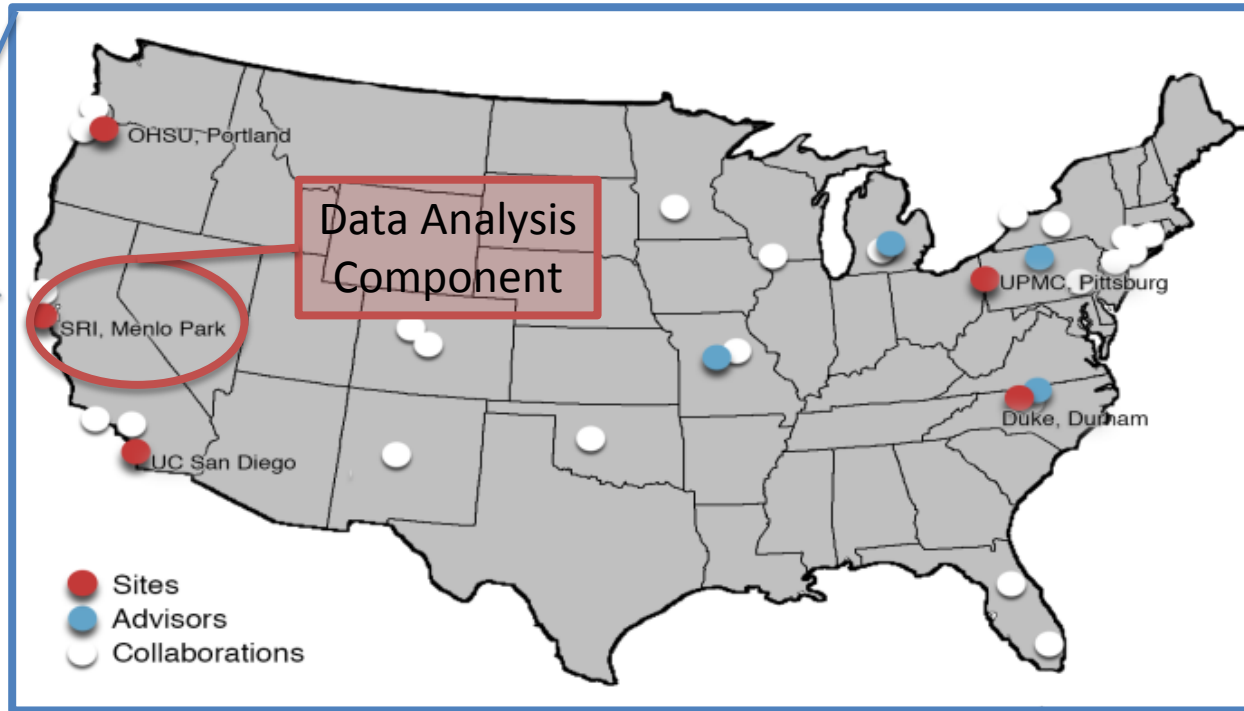 OHSU, Portland
Data Analysis
Component
SRI, Menlo Park
UPMC, Pittsburg
Duke, Durham
UC San Diego
Sites
Advisors
Collaborations